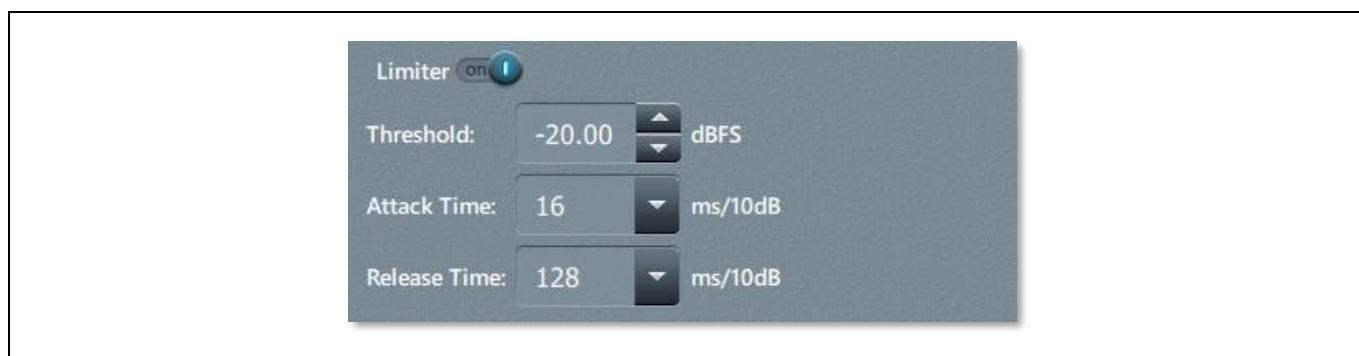 Limiter on
Threshold: -20.00 dBFS
Attack Time: 16 ms/10dB
Release Time: 128 ms/10dB